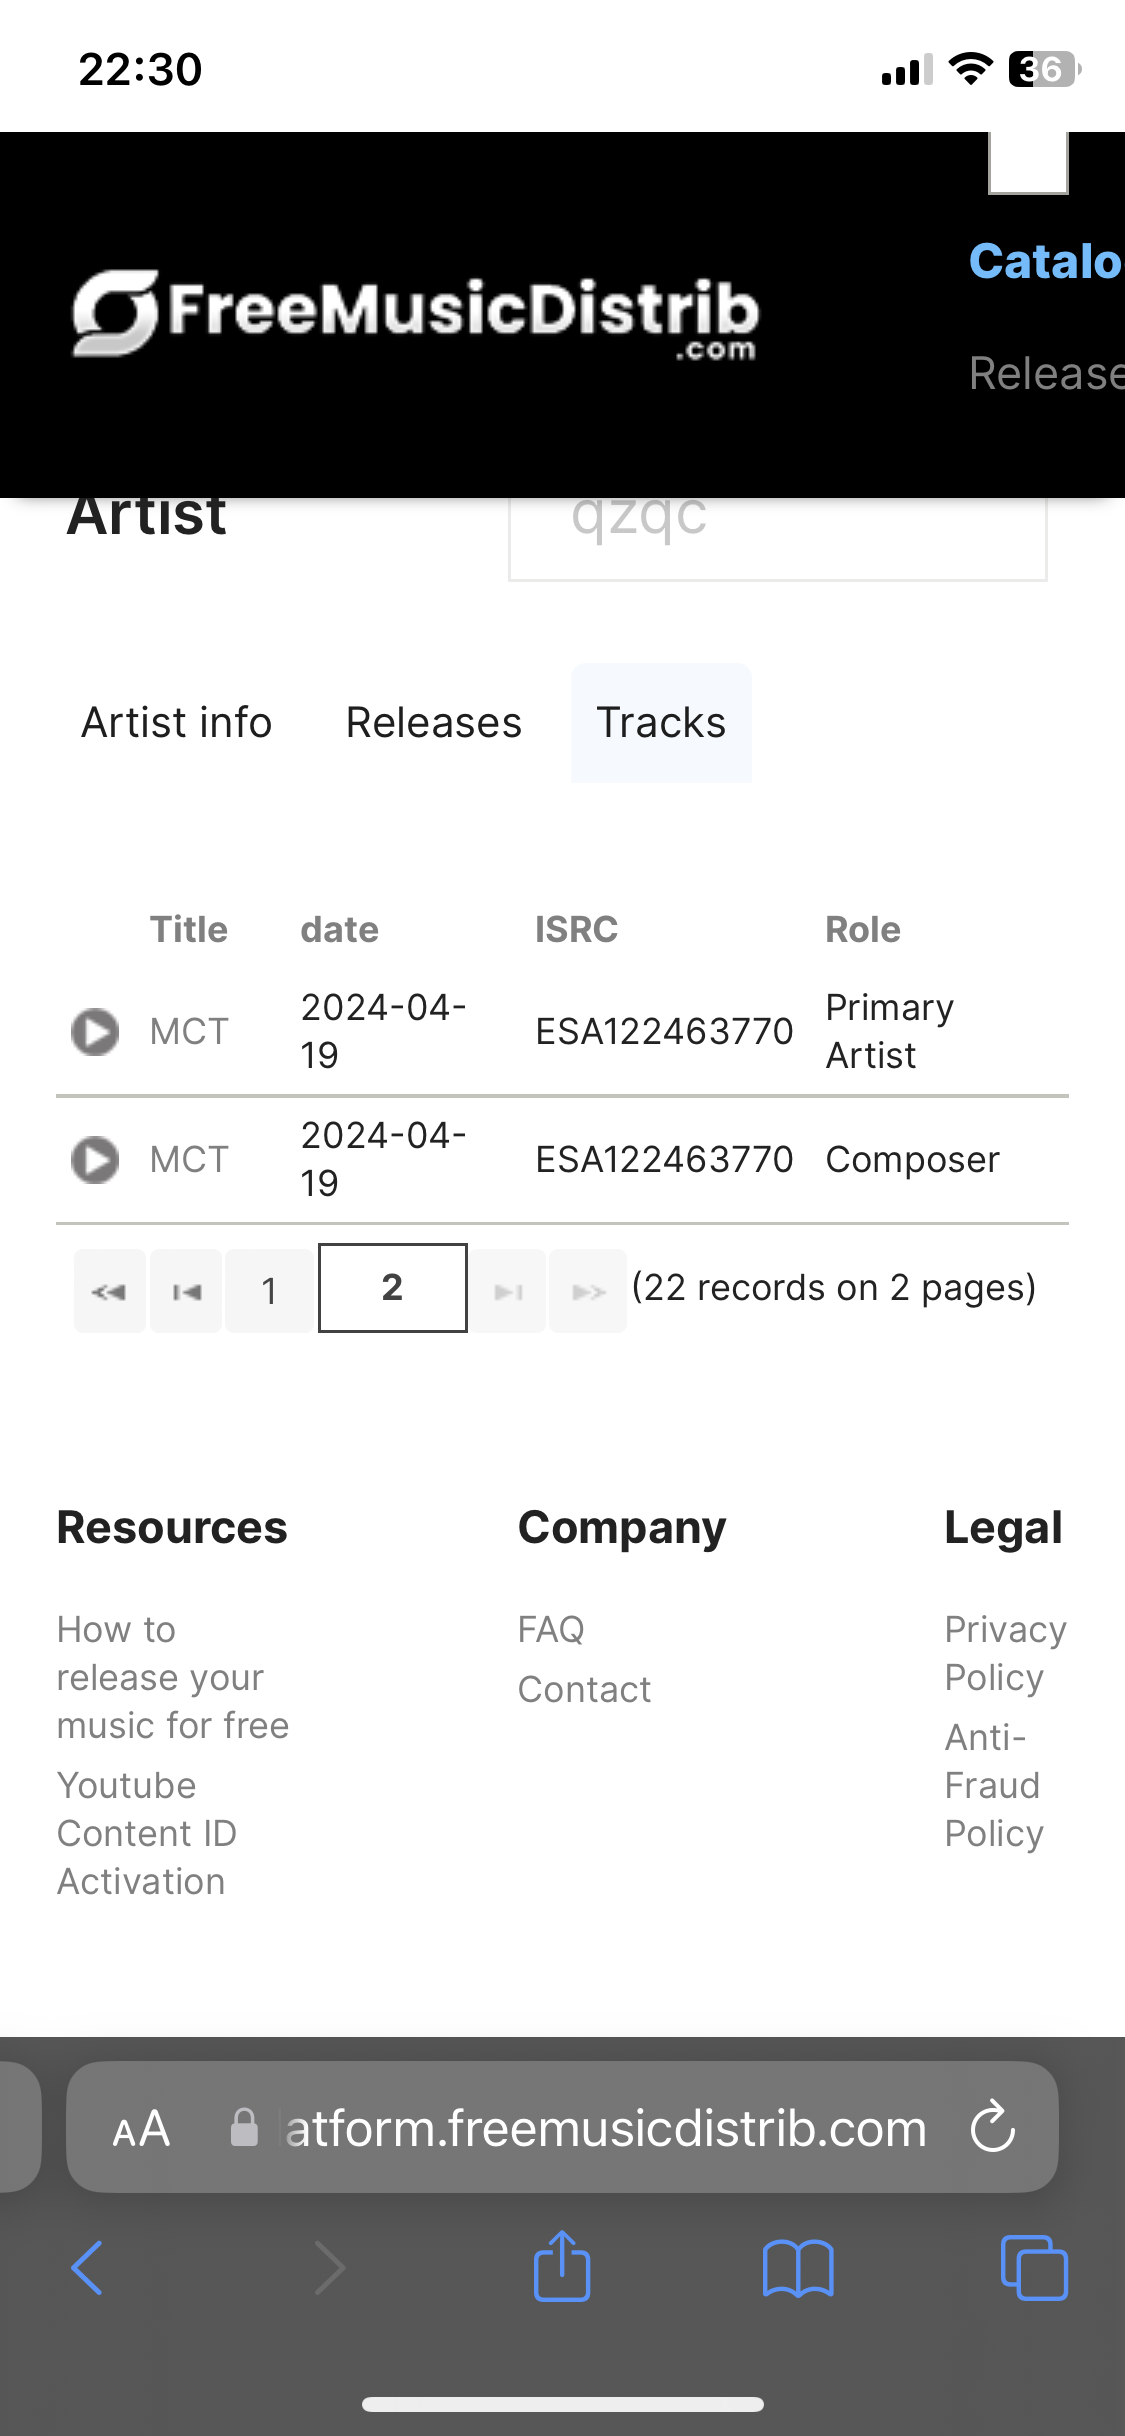 22:30
36
FreeMusicDistrib
.com
Catalo
Release
Artist
qzqc
Artist info Releases Tracks
Title date ISRC Role
MCT 2024-04- ESA122463770 Primary
19 Artist
MCT 2024-04- ESA122463770 Composer
19
1 2 (22 records on 2 pages)
Resources Company Legal
How to FAQ Privacy
release your Contact Policy
music for free Anti-
Youtube Fraud
Content ID Policy
Activation
AA atform.freemusicdistrib.com